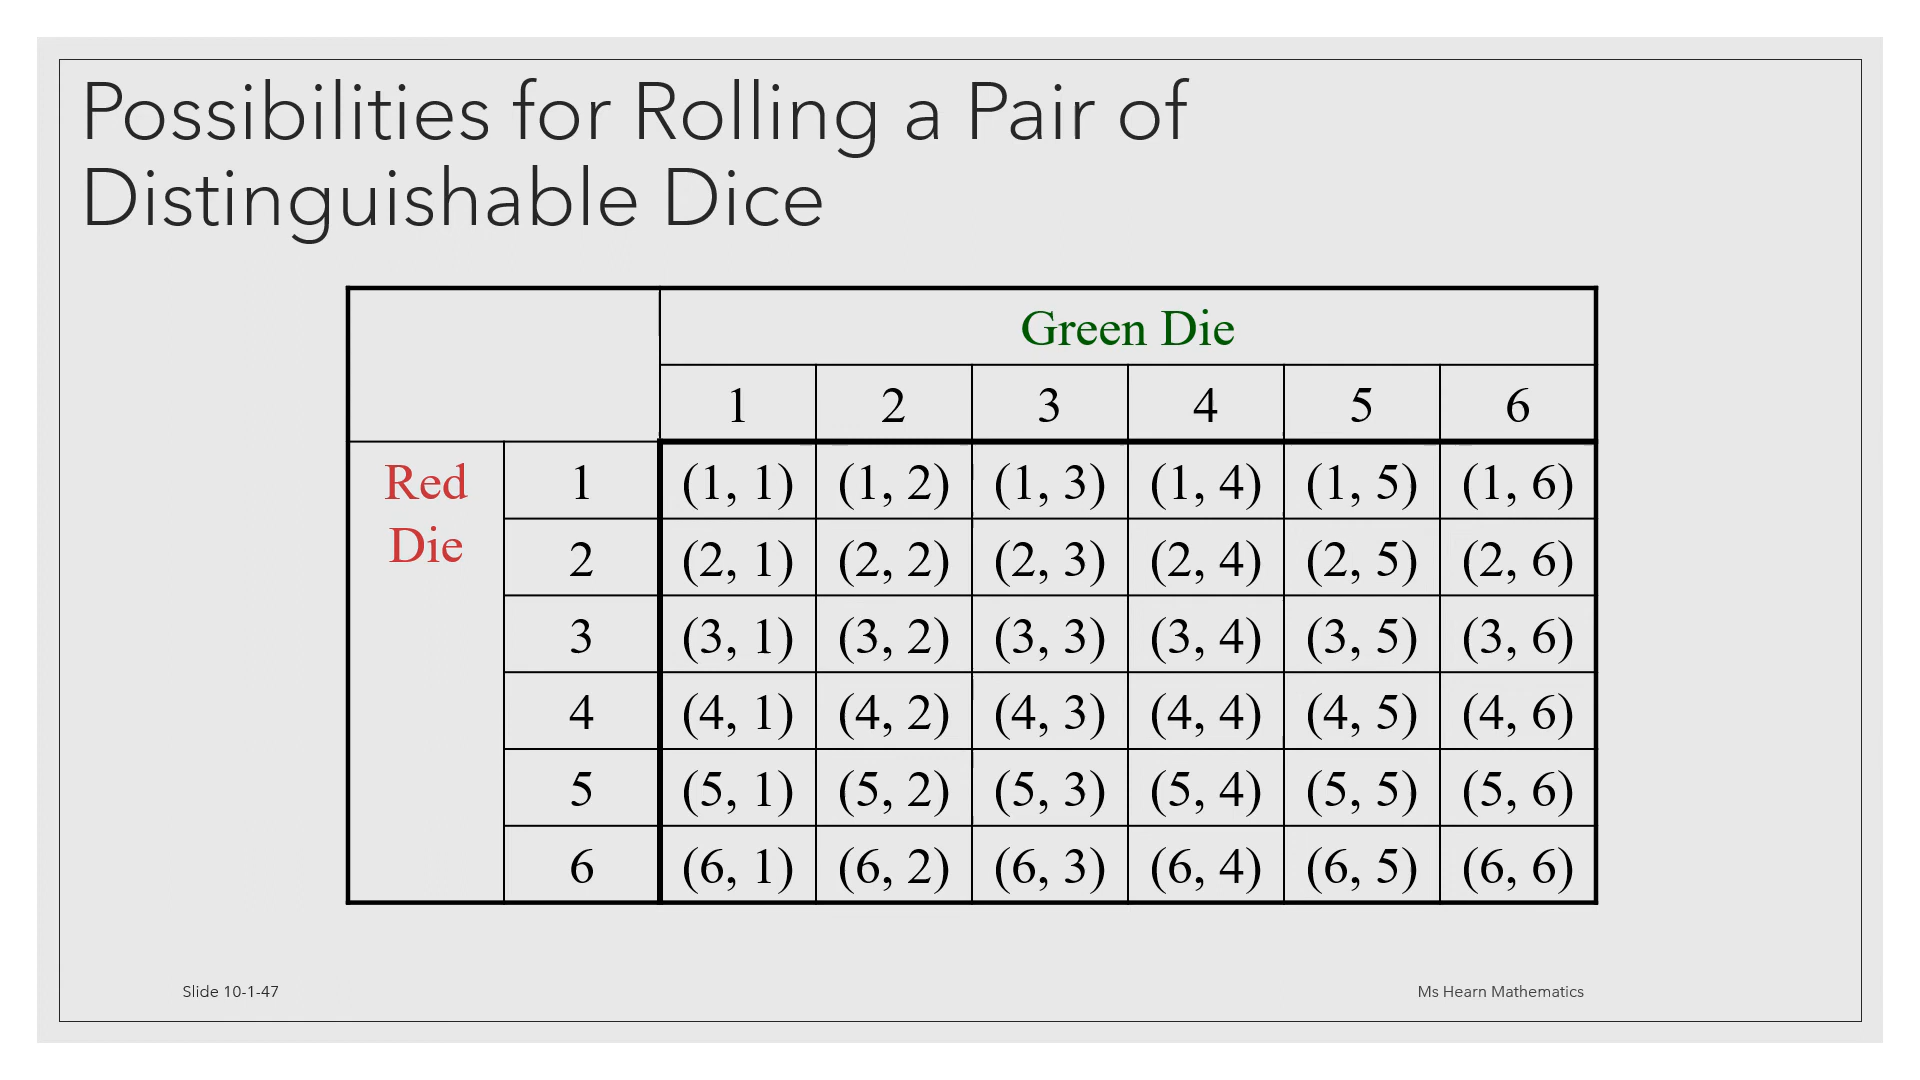 Possibilities for Rolling a Pair of
Distinguishable Dice
Green Die
1 2 3 4 5 6
Red 1 (1, 1) (1, 2) (1, 3) (1, 4) (1, 5) (1, 6)
Die 2 (2, 1) (2, 2) (2, 3) (2, 4) (2, 5) (2, 6)
3 (3, 1) (3, 2) (3, 3) (3, 4) (3, 5) (3, 6)
4 (4, 1) (4, 2) (4, 3) (4, 4) (4, 5) (4, 6)
5 (5, 1) (5, 2) (5, 3) (5, 4) (5, 5) (5, 6)
6 (6, 1) (6, 2) (6, 3) (6, 4) (6, 5) (6, 6)
Slide 10-1-47 Ms Hearn Mathematics